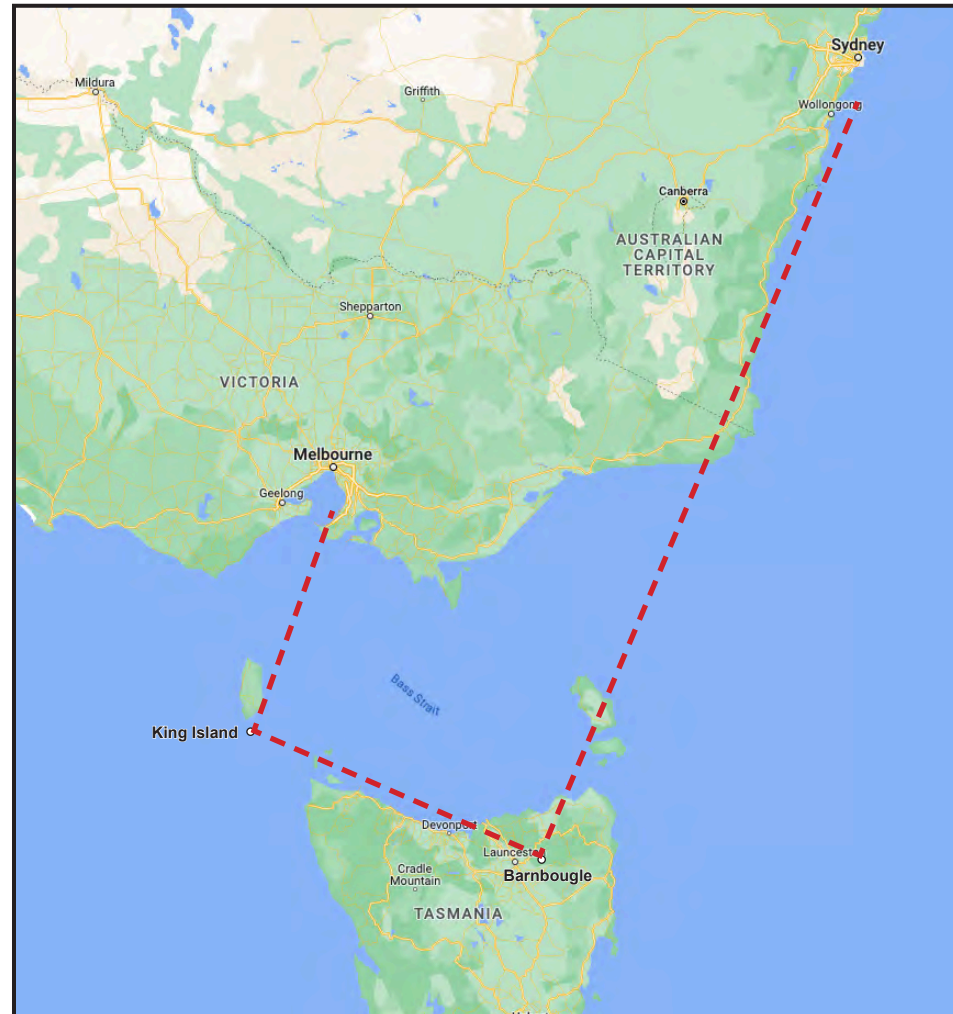 Sydney
Mildura
Griffith
Wollongong
Canberra
AUSTRALIAN
CAPITAL
TERRITORY
Shepparton
VICTORIA
Melbourne
Geelong
Bass Strait
King Island
Devonport
Launceston
Cradle
Mountain
Barnbougle
TASMANIA